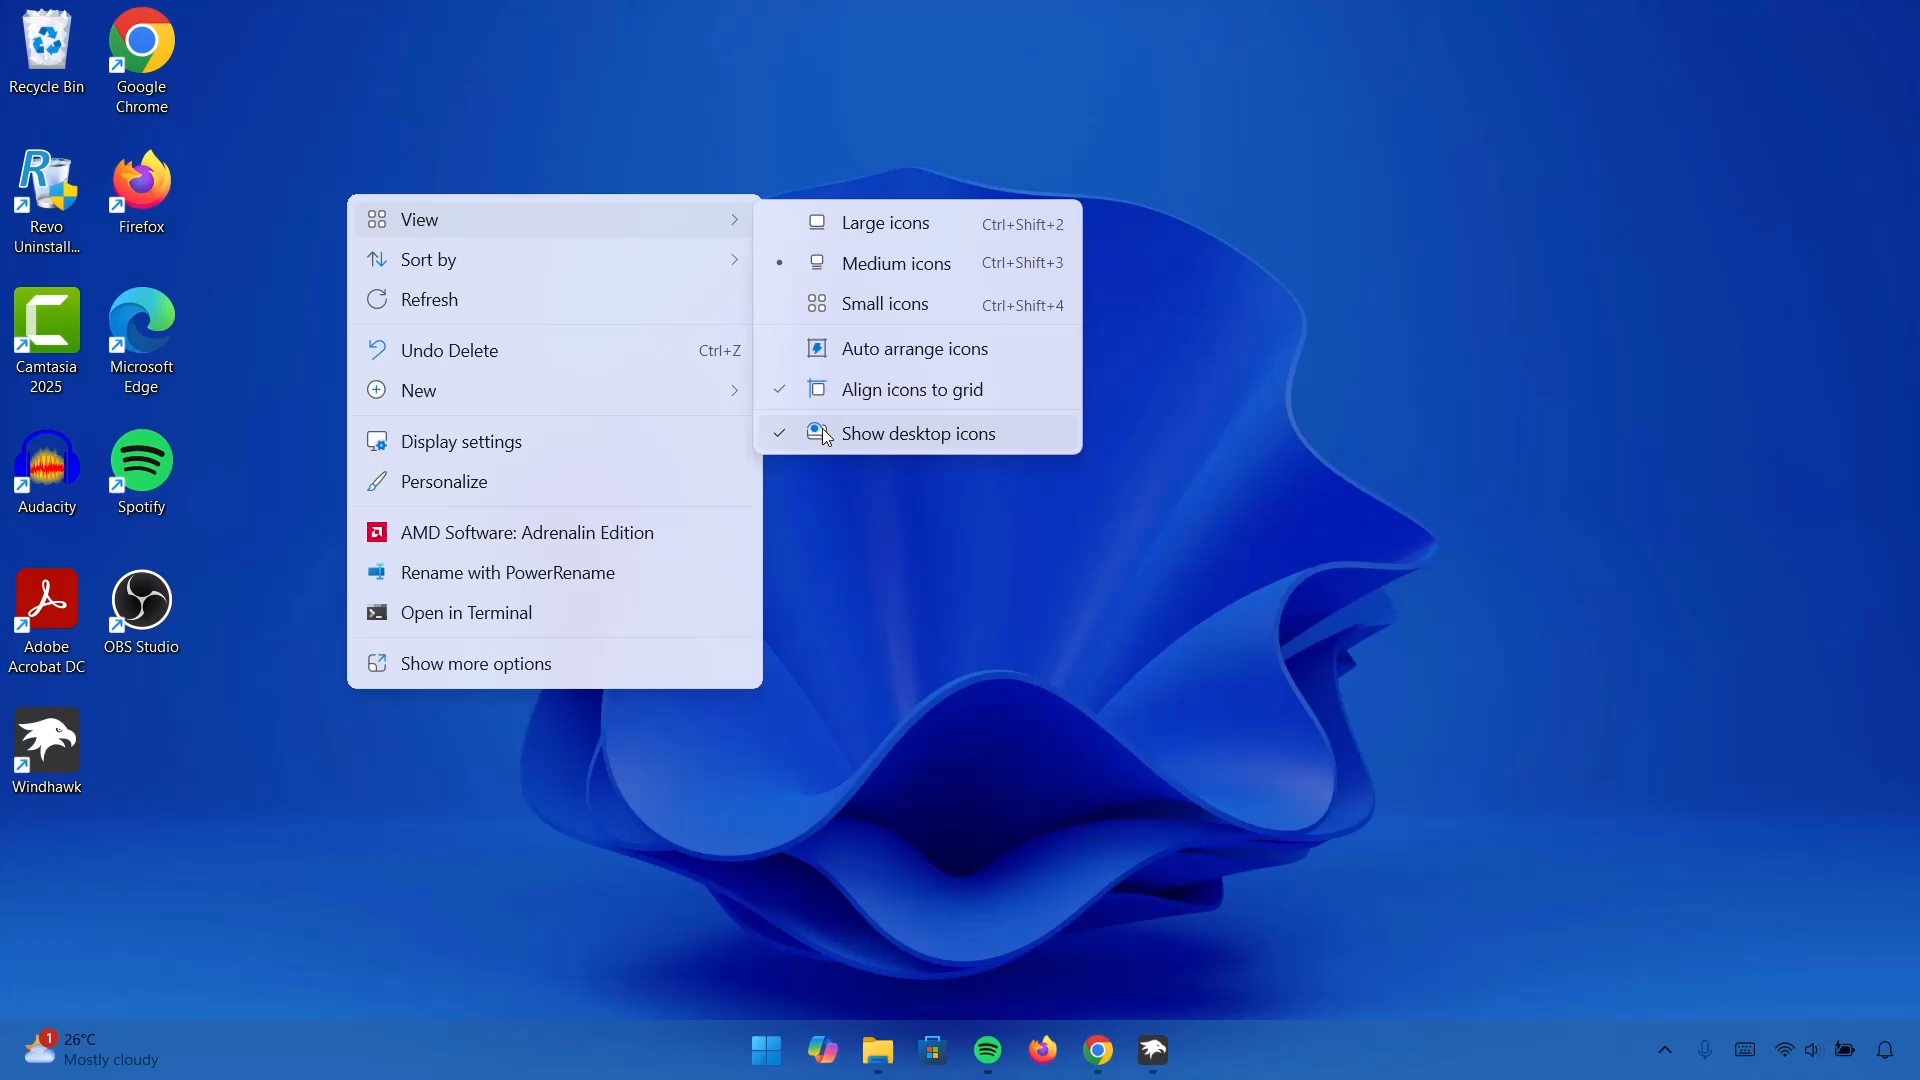 Recycle Bin
Google
Chrome
Revo
Uninstall...
Firefox
Camtasia
2025
Microsoft
Edge
Audacity
Spotify
Adobe
Acrobat DC
OBS Studio
Windhawk
View
Sort by
Refresh
Undo Delete Ctrl+Z
New
Display settings
Personalize
AMD Software: Adrenalin Edition
Rename with PowerRename
Open in Terminal
Show more options
Large icons Ctrl+Shift+2
Medium icons Ctrl+Shift+3
Small icons Ctrl+Shift+4
Auto arrange icons
Align icons to grid
Show desktop icons
1
26°C
Mostly cloudy